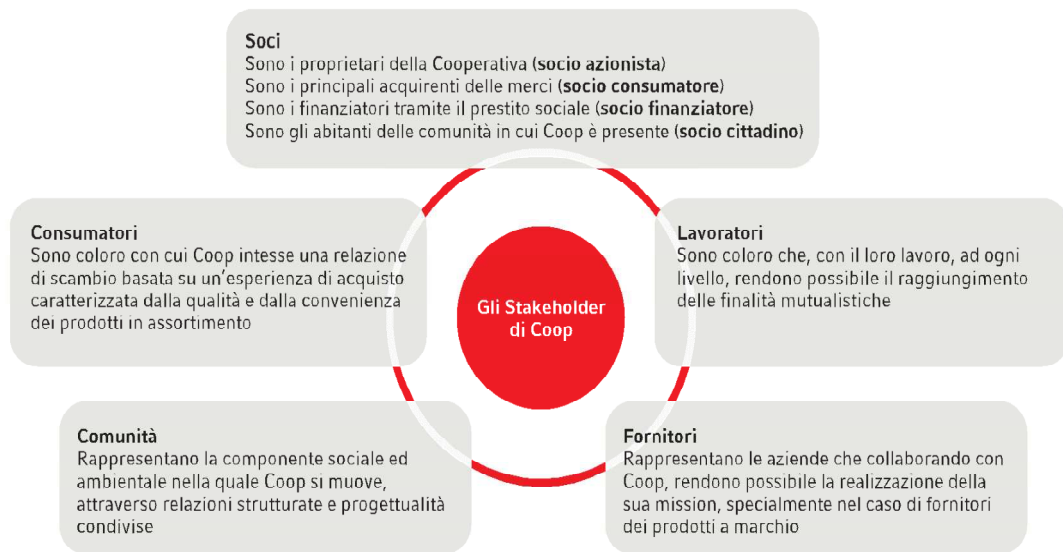 Soci
Sono i proprietari della Cooperativa (socio azionista)
Sono i principali acquirenti delle merci (socio consumatore)
Sono i finanziatori tramite il prestito sociale (socio finanziatore)
Sono gli abitanti delle comunità in cui Coop è presente (socio cittadino)
Consumatori
Sono coloro con cui Coop intesse una relazione
di scambio basata su un'esperienza di acquisto
caratterizzata dalla qualità e dalla convenienza
dei prodotti in assortimento
Lavoratori
Sono coloro che, con il loro lavoro, ad ogni
livello, rendono possibile il raggiungimento
delle finalità mutualistiche
Gli Stakeholder
di Coop
Comunità
Rappresentano la componente sociale ed
ambientale nella quale Coop si muove,
attraverso relazioni strutturate e progettualità
condivise
Fornitori
Rappresentano le aziende che collaborando con
Coop, rendono possibile la realizzazione della
sua mission, specialmente nel caso di fornitori
dei prodotti a marchio